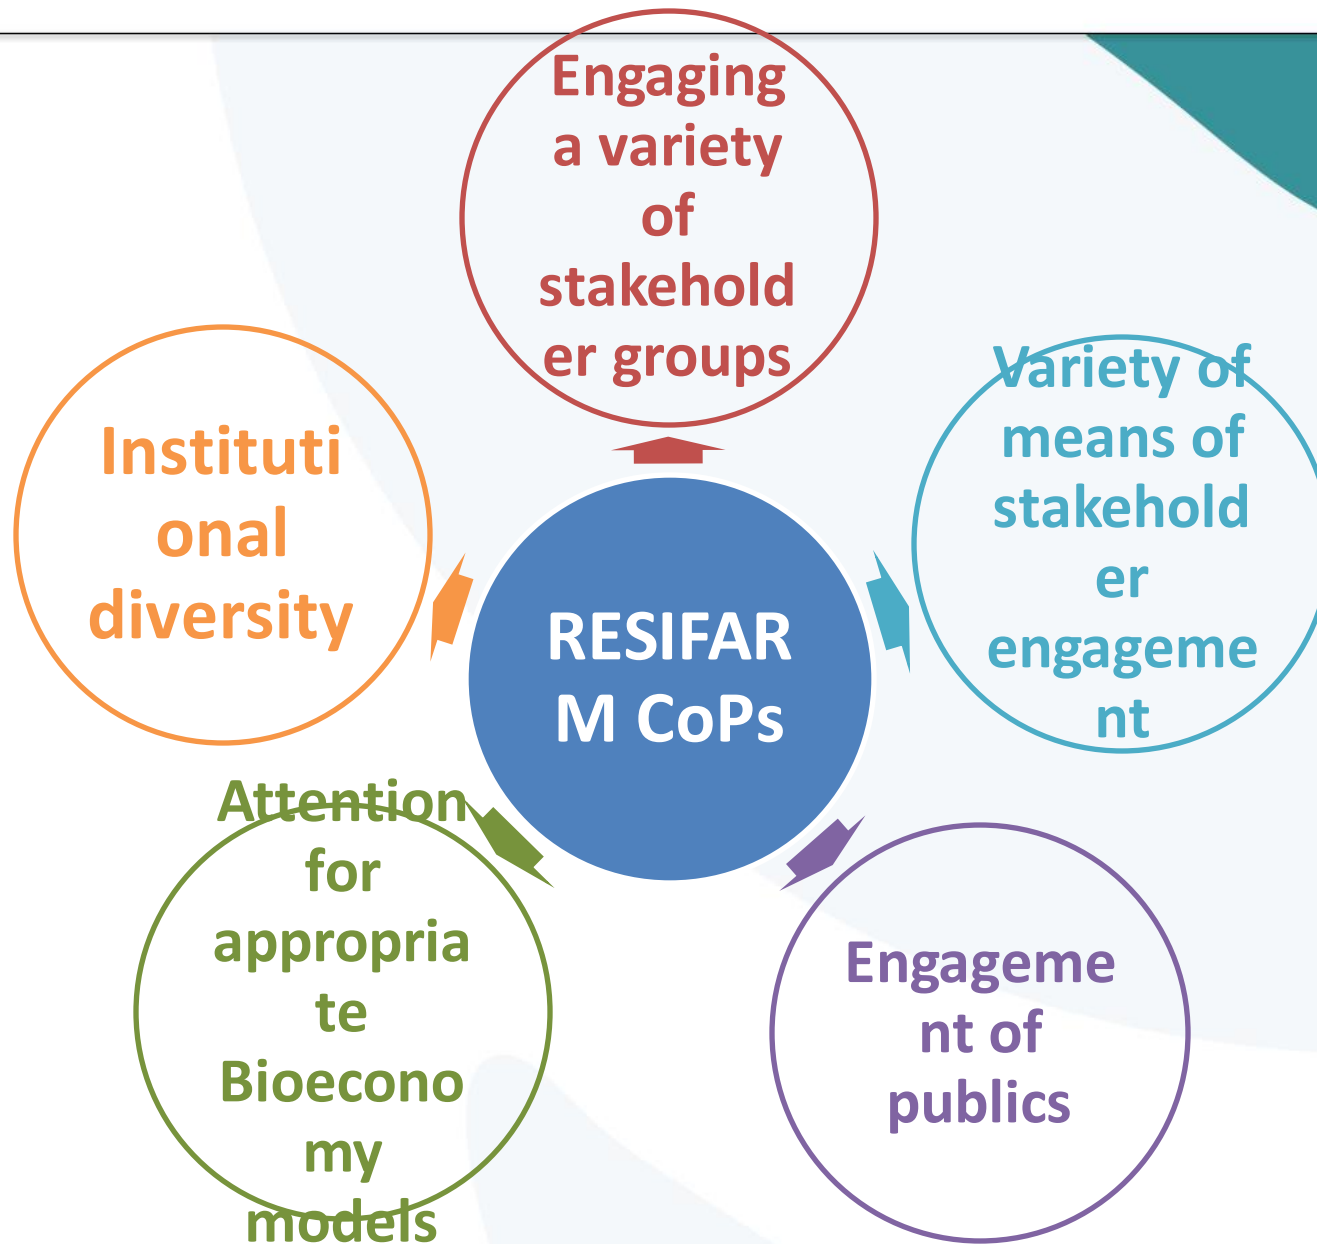 Engaging
a variety
of
stakehold
er groups
Variety of
means of
stakehold
er
engageme
nt
Instituti
onal
diversity
RESIFAR
M CoPs
Attention
for
appropria
te
Bioecono
my
models
Engageme
nt of
publics